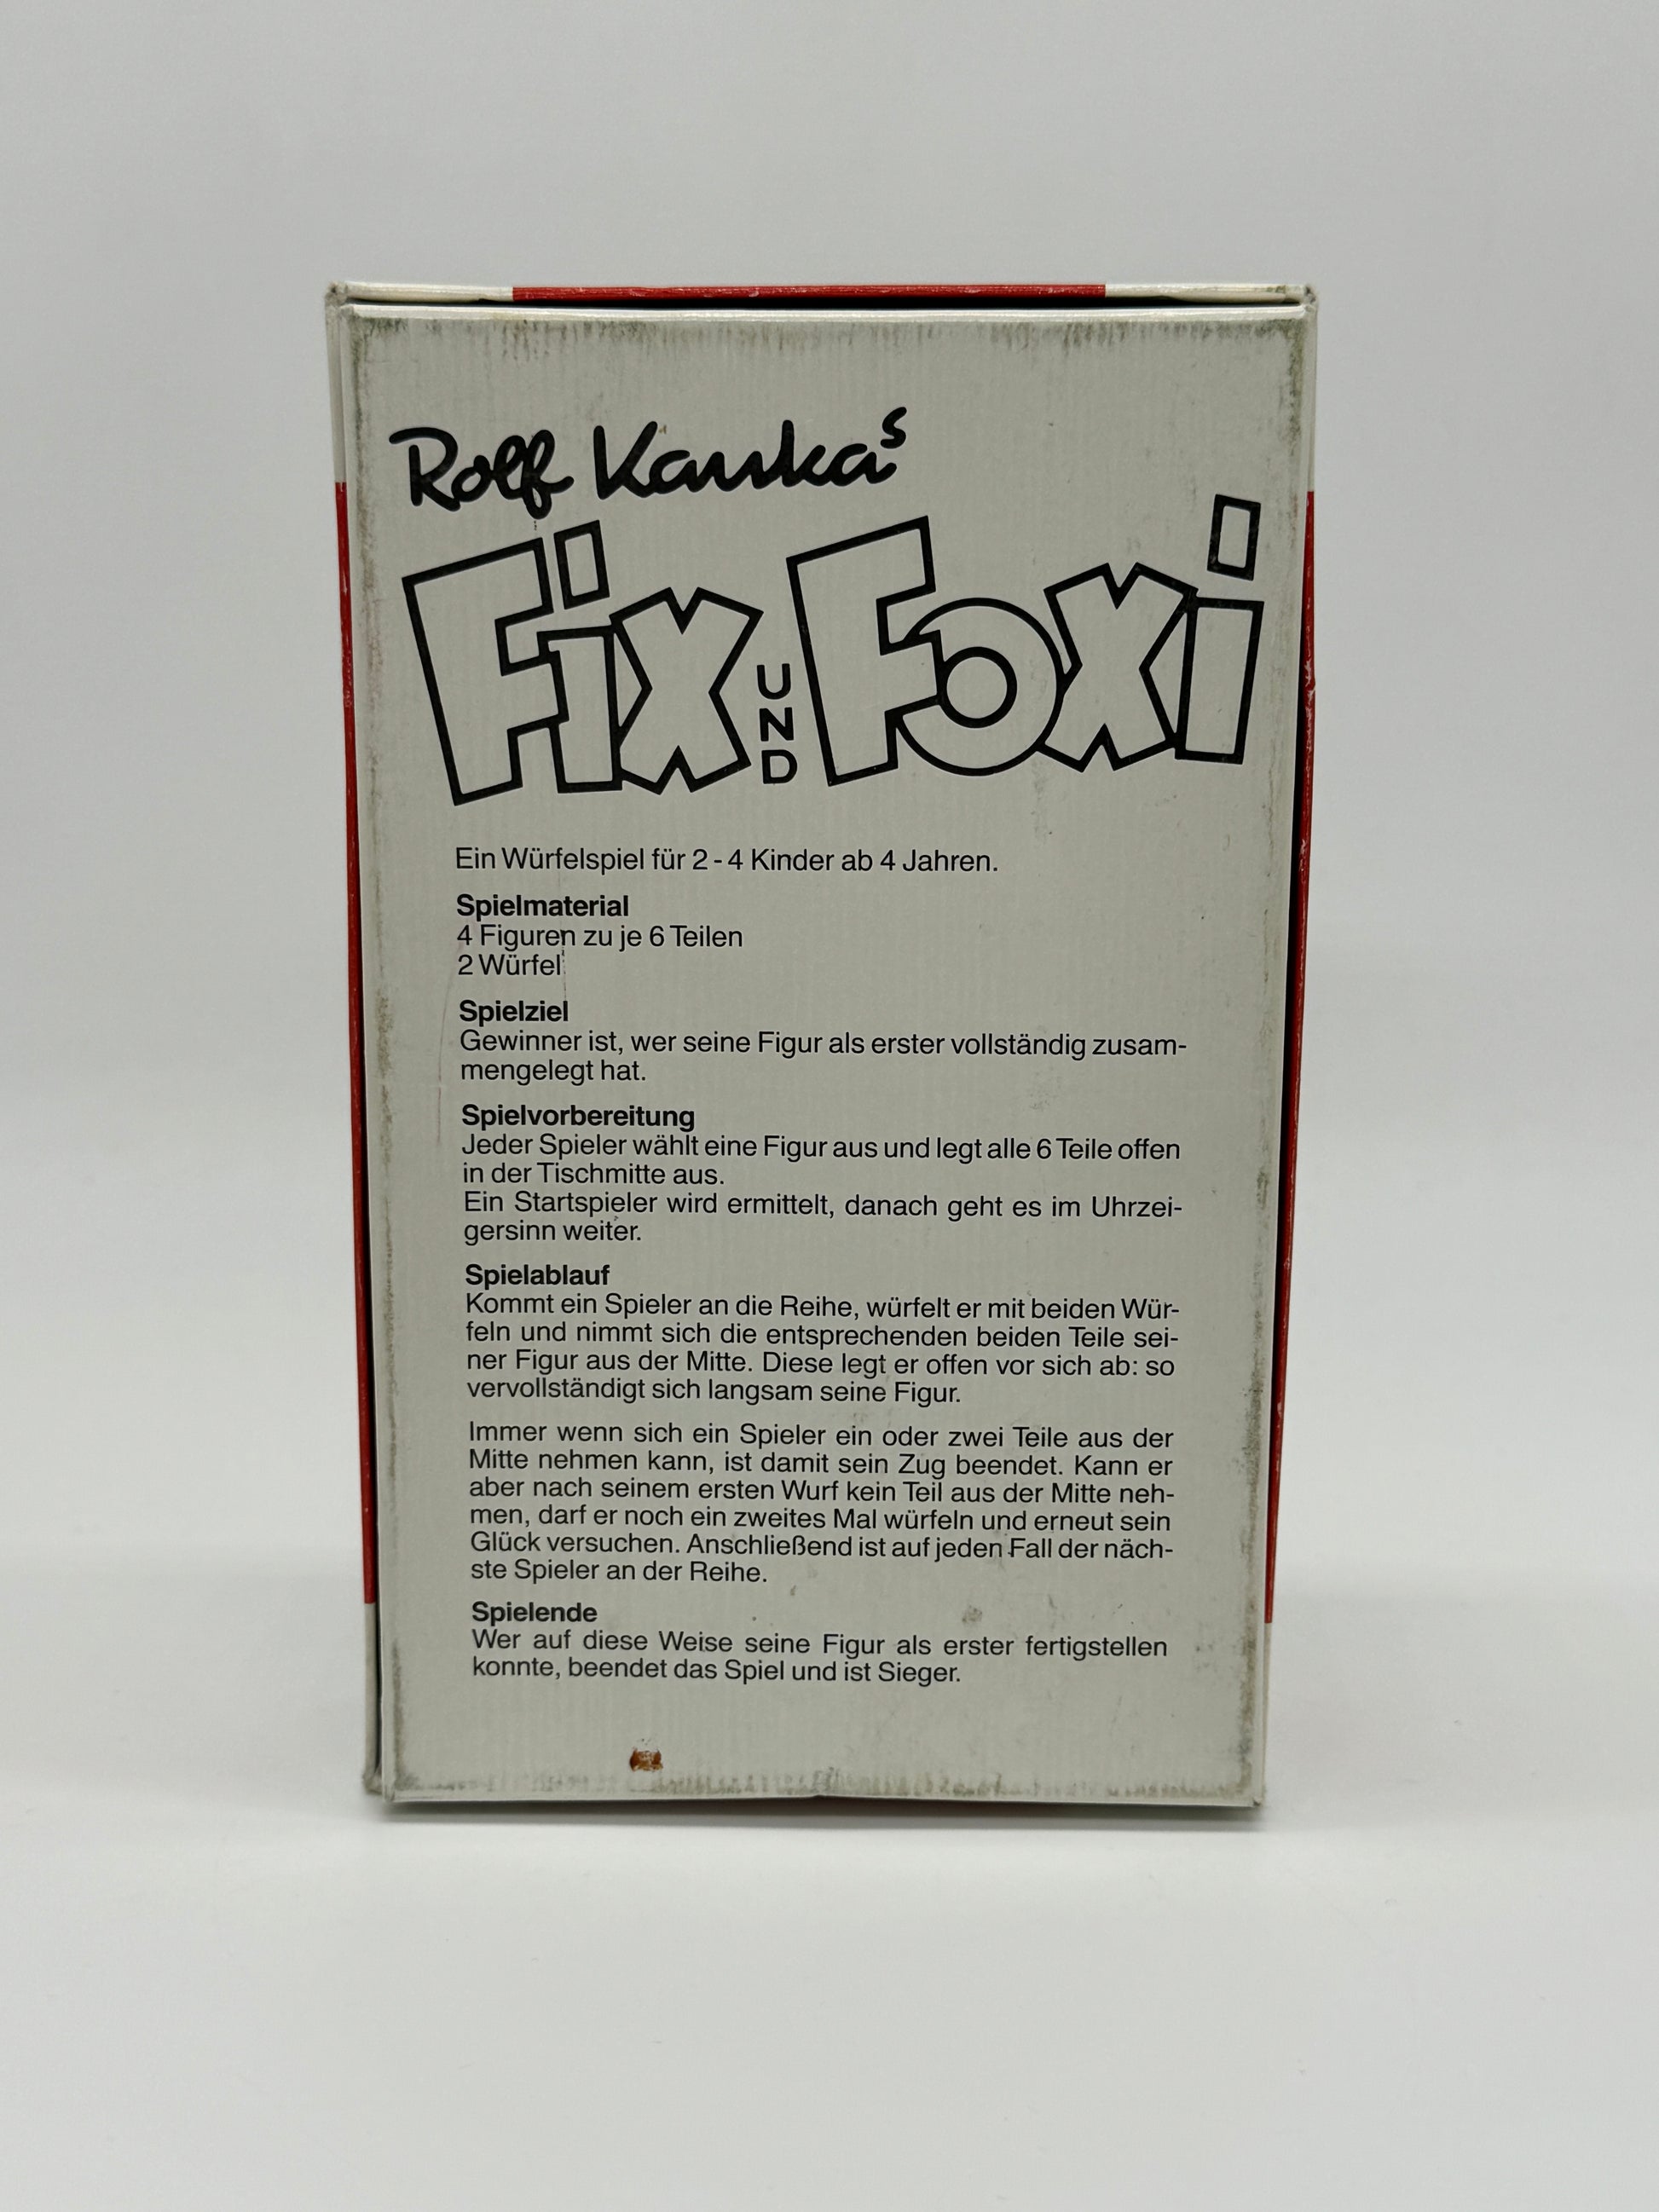 Rolf Kaukas
Fix UND Foxi
Ein Würfelspiel für 2 - 4 Kinder ab 4 Jahren.
Spielmaterial
4 Figuren zu je 6 Teilen
2 Würfel
Spielziel
Gewinner ist, wer seine Figur als erster vollständig zusam-
mengelegt hat.
Spielvorbereitung
Jeder Spieler wählt eine Figur aus und legt alle 6 Teile offen
in der Tischmitte aus.
Ein Startspieler wird ermittelt, danach geht es im Uhrzei-
gersinn weiter.
Spielablauf
Kommt ein Spieler an die Reihe, würfelt er mit beiden Wür-
feln und nimmt sich die entsprechenden beiden Teile sei-
ner Figur aus der Mitte. Diese legt er offen vor sich ab: so
vervollständigt sich langsam seine Figur.
Immer wenn sich ein Spieler ein oder zwei Teile aus der
Mitte nehmen kann, ist damit sein Zug beendet. Kann er
aber nach seinem ersten Wurf kein Teil aus der Mitte neh-
men, darf er noch ein zweites Mal würfeln und erneut sein
Glück versuchen. Anschließend ist auf jeden Fall der näch-
ste Spieler an der Reihe.
Spielende
Wer auf diese Weise seine Figur als erster fertigstellen
konnte, beendet das Spiel und ist Sieger.